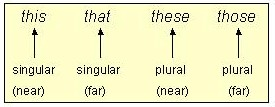 this that these those
singular singular plural plural
(near) (far) (near) (far)